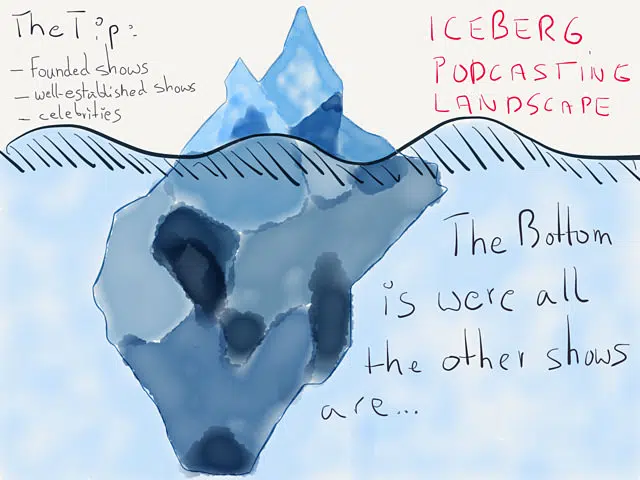 The Tip:
- Founded shows
- well-established shows
- celebrities
ICEBERG
PODCASTING
LANDSCAPE
The Bottom
is were all
the other shows
are...